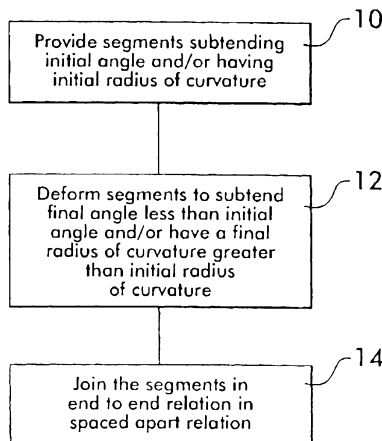 10
Provide segments subtending
initial angle and/or having
initial radius of curvature
12
Deform segments to subtend
final angle less than initial
angle and/or have a final
radius of curvature greater
than initial radius
of curvature
14
Join the segments in
end to end relation in
spaced apart relation